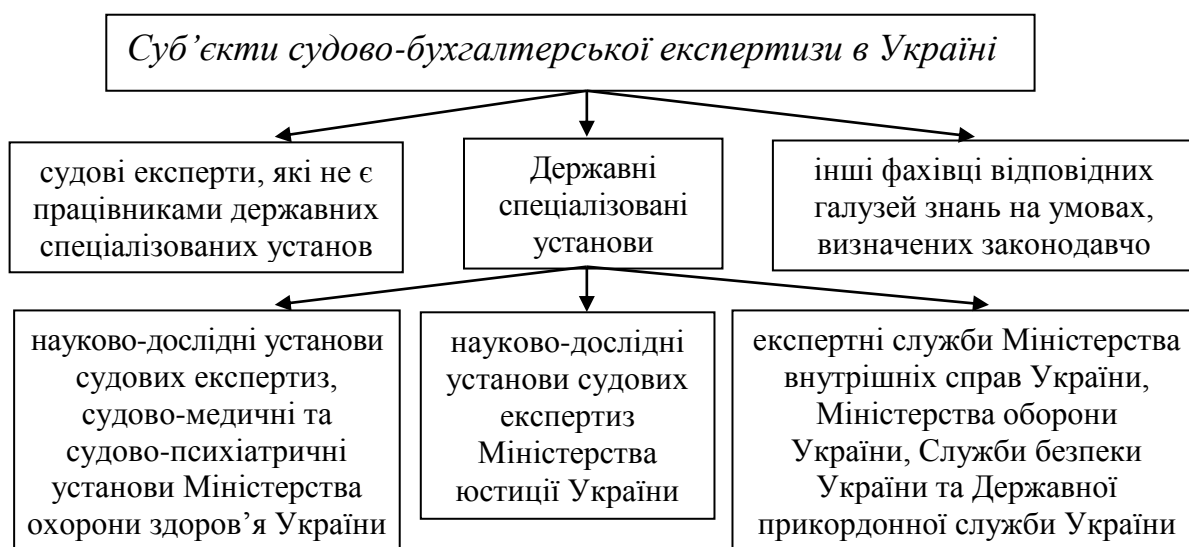 Суб’єкти судово-бухгалтерської експертизи в Україні
судові експерти, які не є
працівниками державних
спеціалізованих установ
Державні
спеціалізовані
установи
інші фахівці відповідних
галузей знань на умовах,
визначених законодавчо
науково-дослідні установи
судових експертиз,
судово-медичні та
судово-психіатричні
установи Міністерства
охорони здоров’я України
науково-дослідні
установи судових
експертиз
Міністерства
юстиції України
експертні служби Міністерства
внутрішніх справ України,
Міністерства оборони
України, Служби безпеки
України та Державної
прикордонної служби України